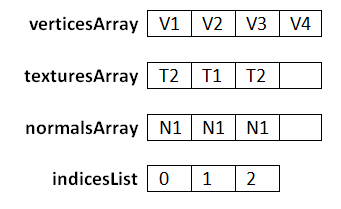 verticesArray V1 V2 V3 V4
texturesArray T2 T1 T2
normalsArray N1 N1 N1
indicesList 0 1 2